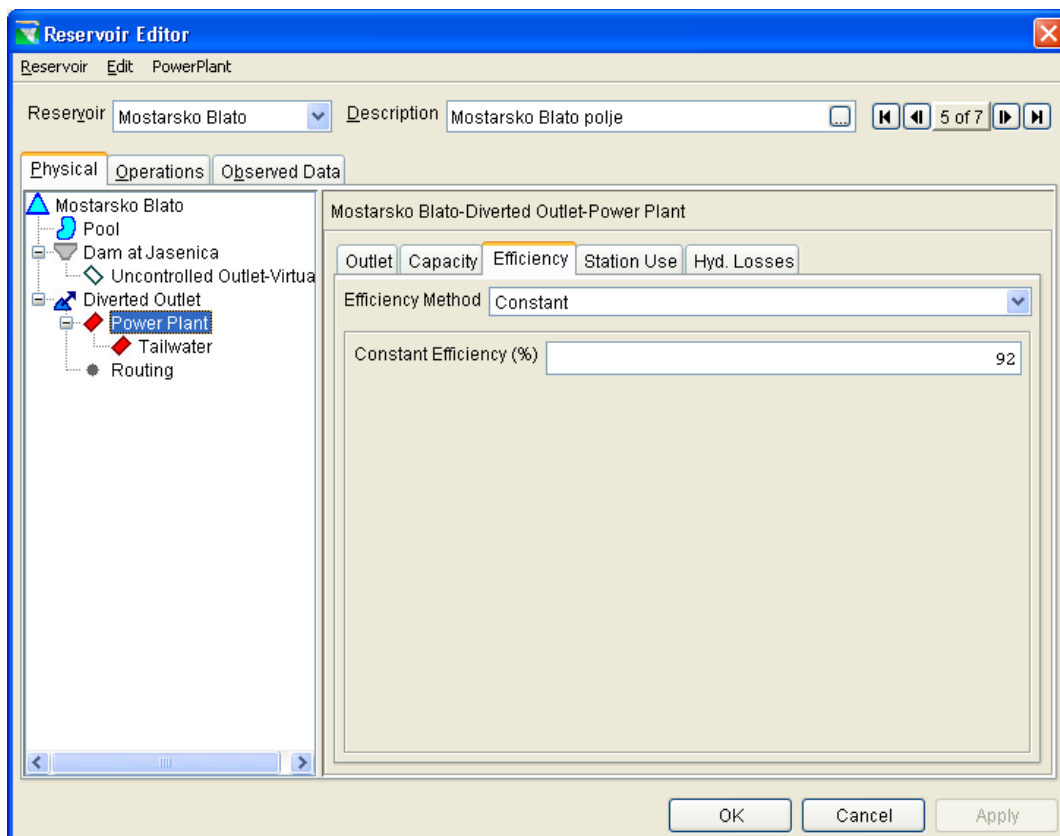 Reservoir Editor
Reservoir Edit PowerPlant
Reservoir Mostarsko Blato Description Mostarsko Blato polje ... 5 of 7
Physical Operations Observed Data
Mostarsko Blato
Pool
Dam at Jasenica
Uncontrolled Outlet-Virtua
Diverted Outlet
Power Plant
Tailwater
Routing
Mostarsko Blato-Diverted Outlet-Power Plant
Outlet Capacity Efficiency Station Use Hyd. Losses
Efficiency Method Constant
Constant Efficiency (%) 92
OK Cancel Apply